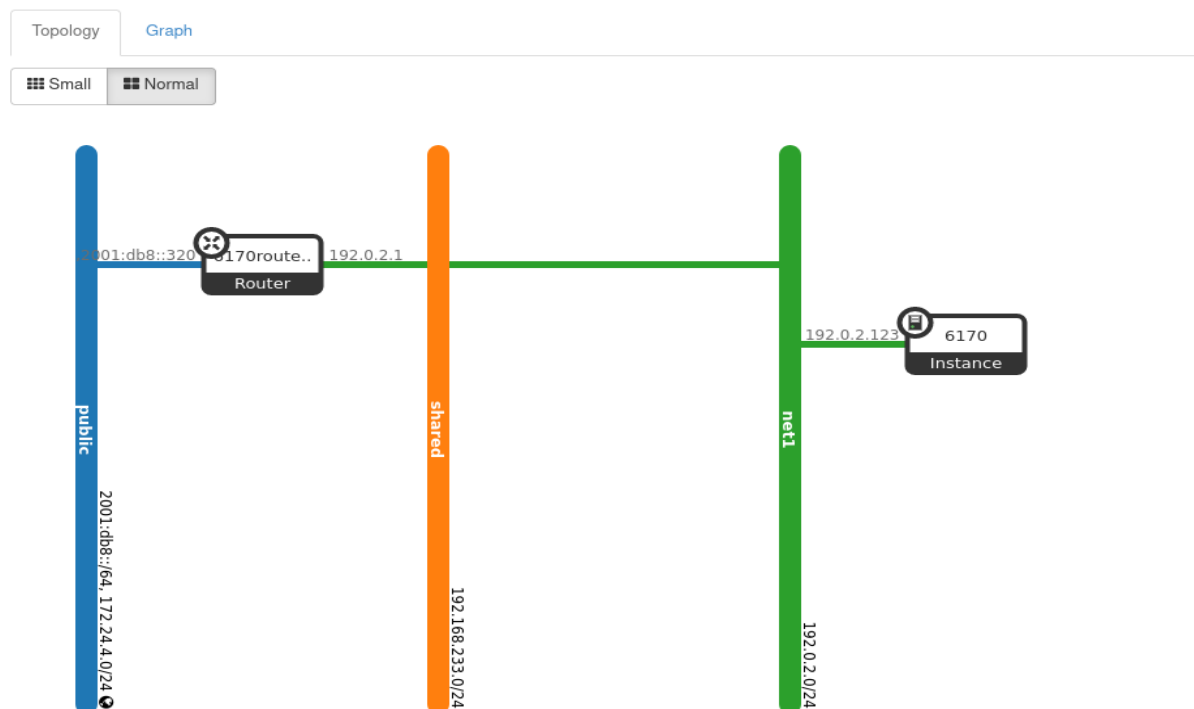 Topology
Graph
Small
Normal
2001:db8::320
6170route..
Router
192.0.2.1
192.0.2.123
6170
Instance
public
shared
net1
2001:db8::/64, 172.24.4.0/24
192.168.233.0/24
192.0.2.0/24